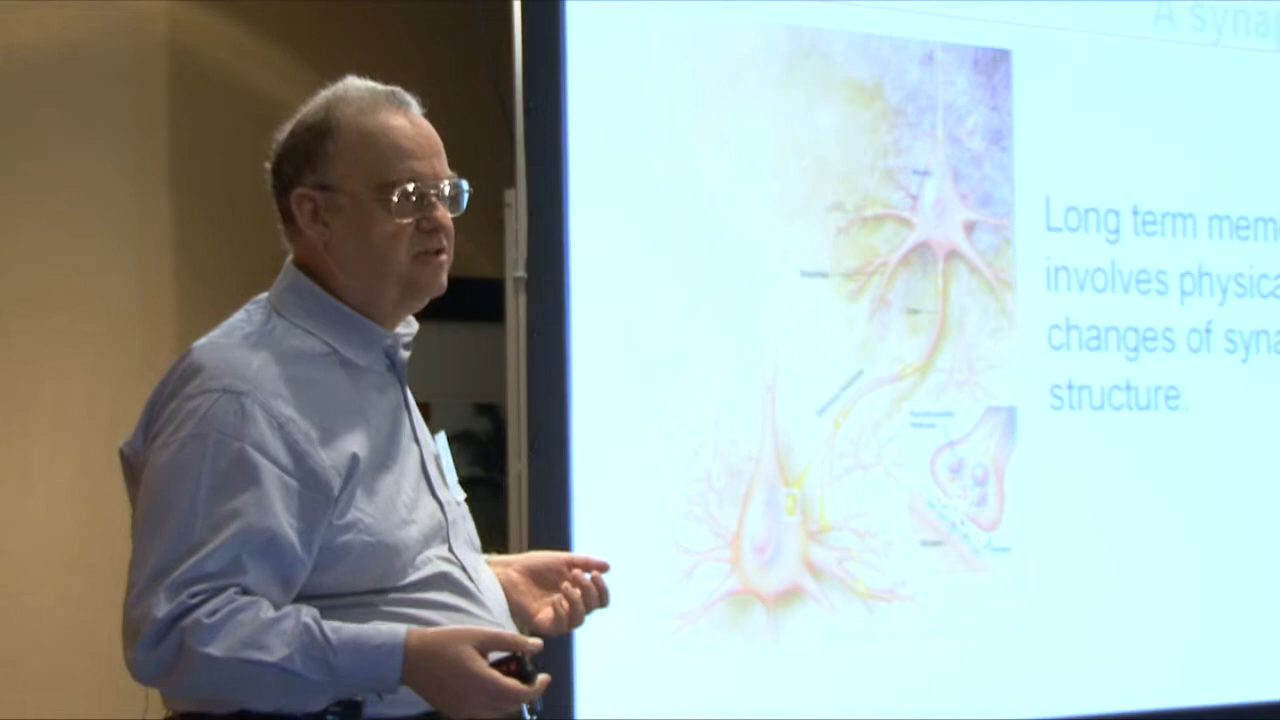 A syna
Long term mem
involves physica
changes of syna
structure.